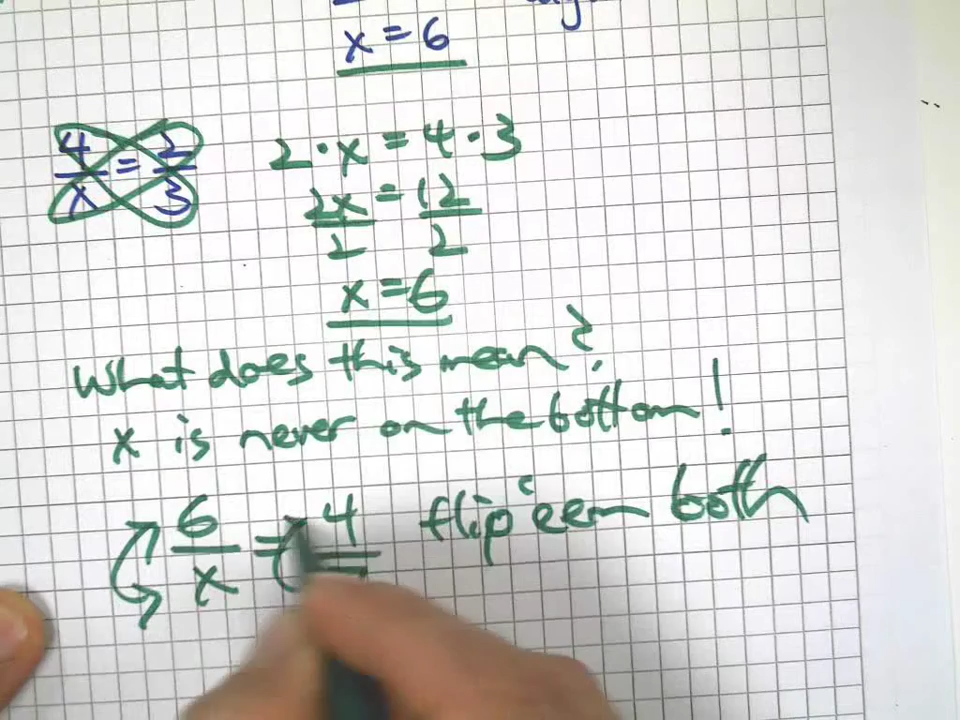 x = 6
4/x = 2/3
2 · x = 4 · 3
2x/2 = 12/2
x = 6
What does this mean?
x is never on the bottom!
6/x = 4/ flip 'eem both